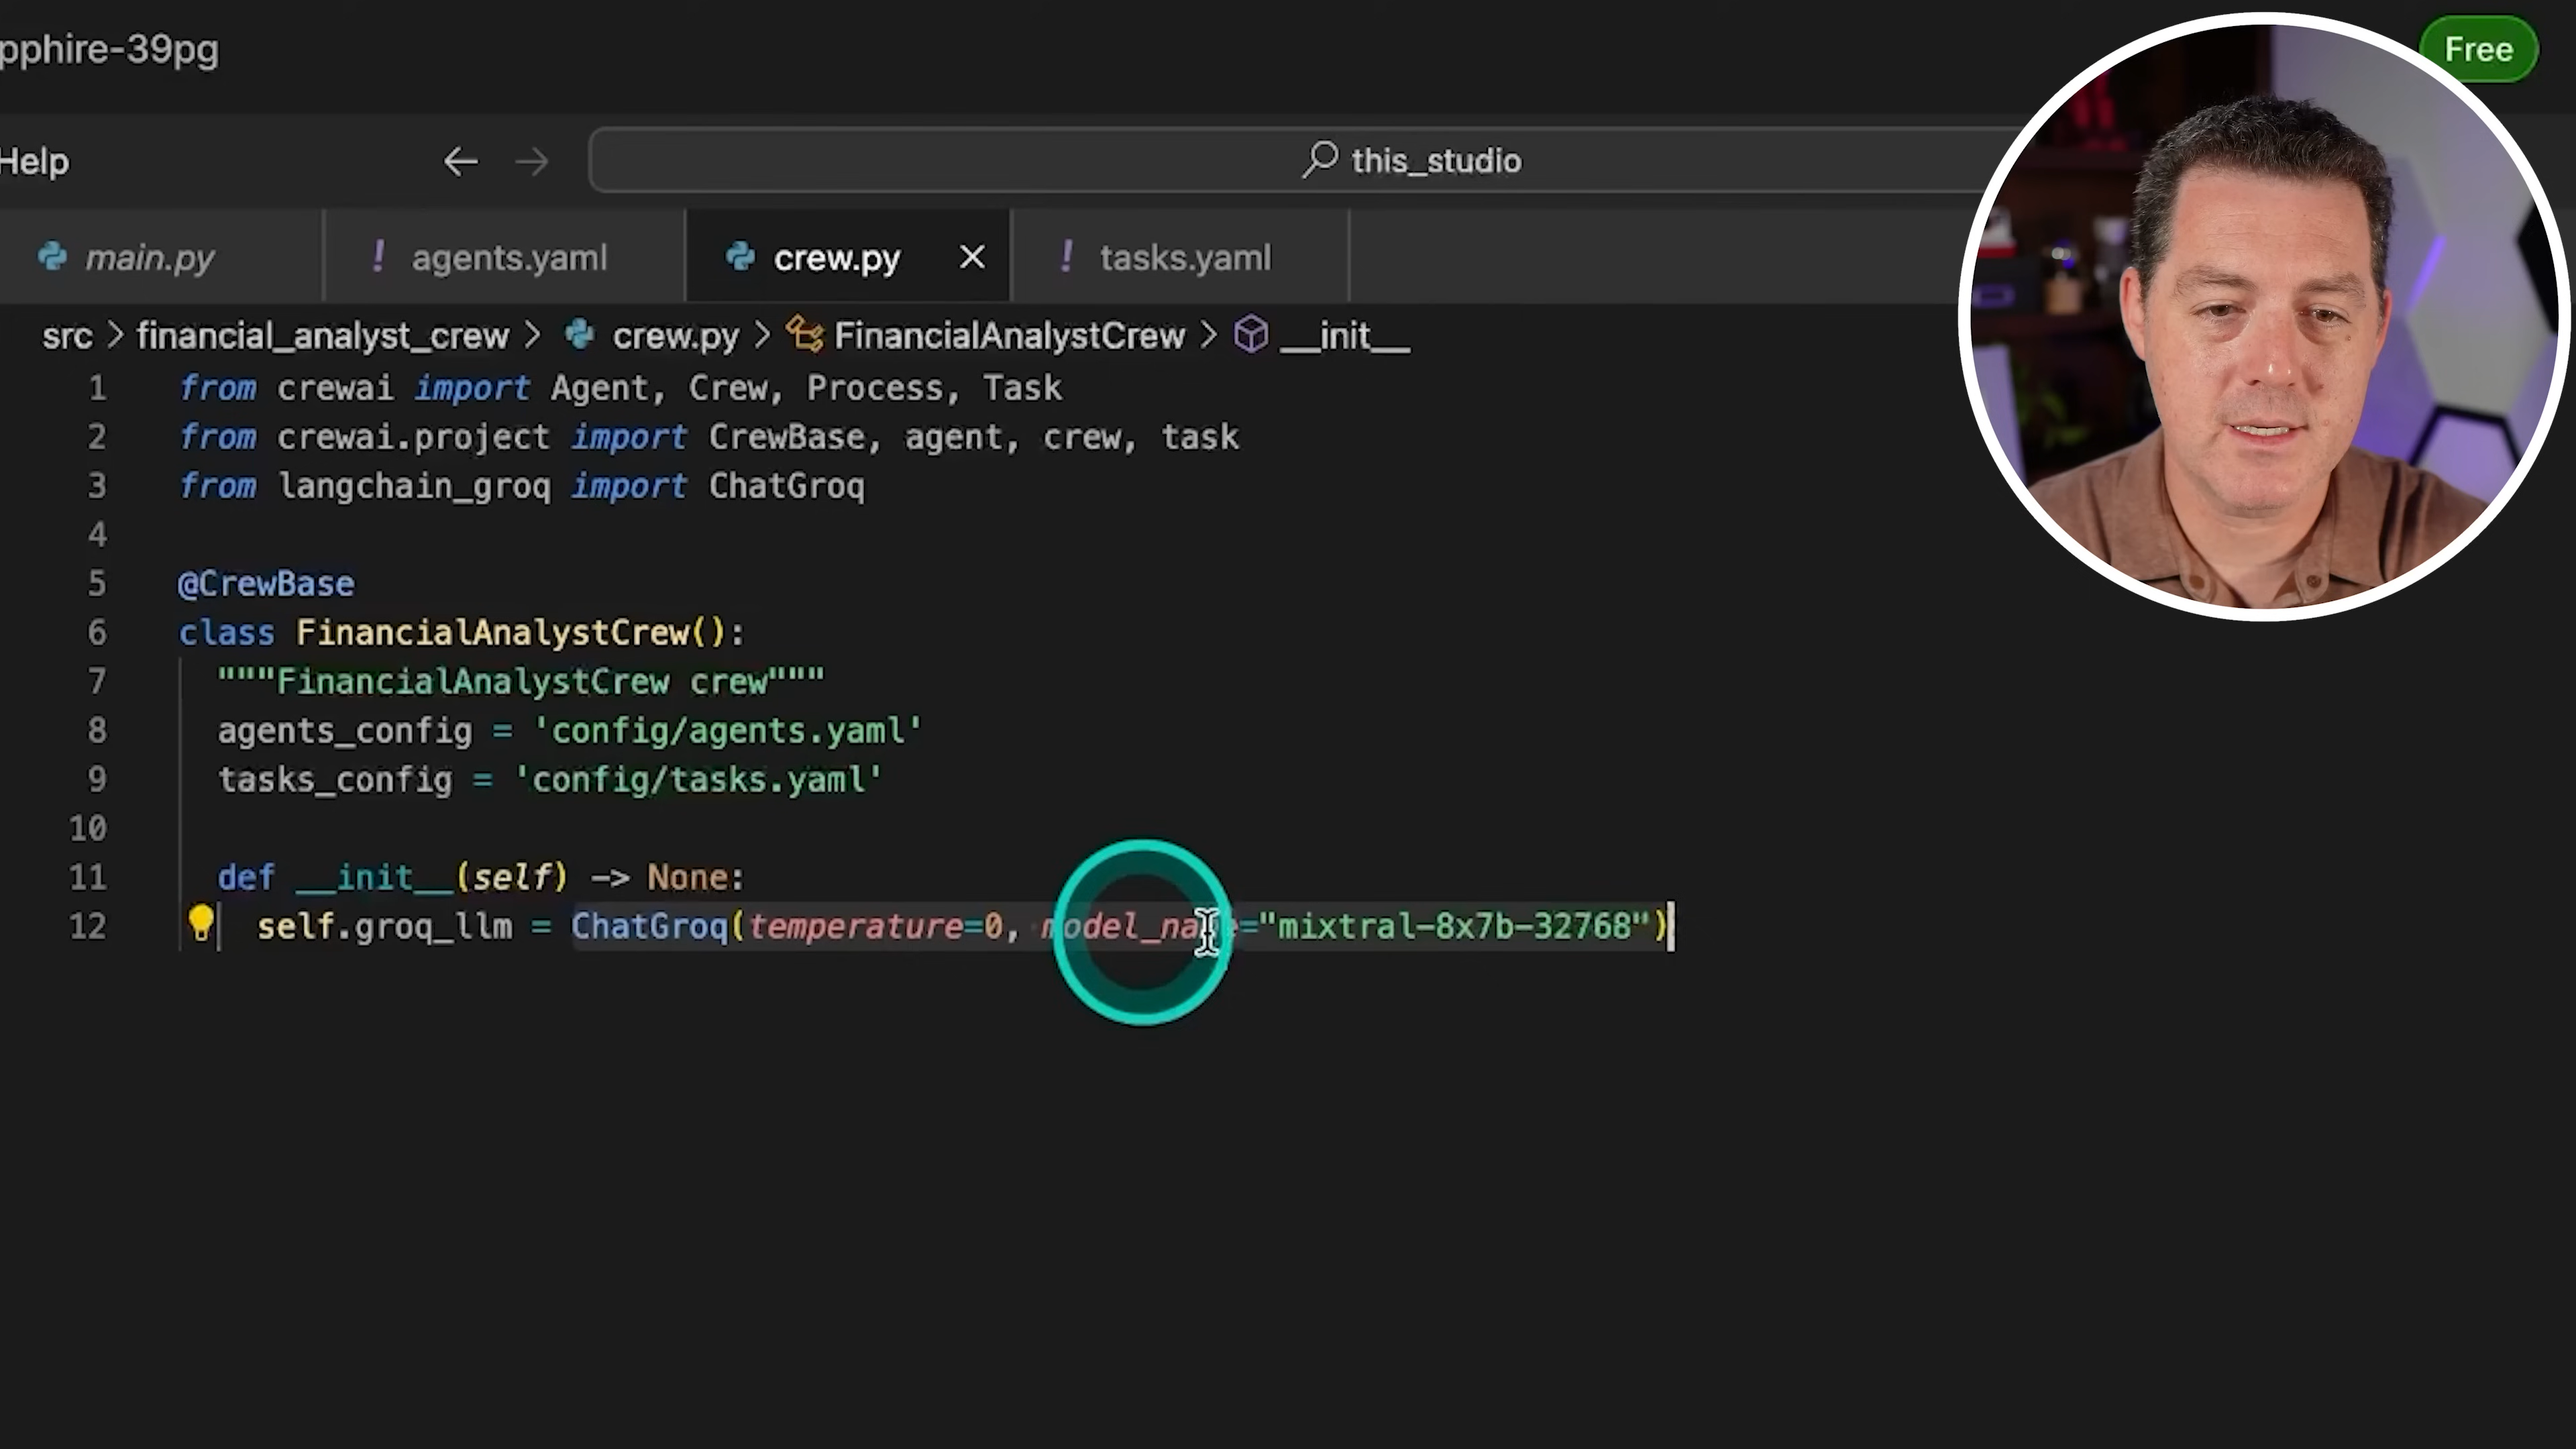 pphire-39pg
Free
Help
this_studio
main.py
! agents.yaml
crew.py
! tasks.yaml
src > financial_analyst_crew > crew.py > FinancialAnalystCrew > __init__
1 from crewai import Agent, Crew, Process, Task
2 from crewai.project import CrewBase, agent, crew, task
3 from langchain_groq import ChatGroq
4
5 @CrewBase
6 class FinancialAnalystCrew():
7 """FinancialAnalystCrew crew"""
8 agents_config = 'config/agents.yaml'
9 tasks_config = 'config/tasks.yaml'
10
11 def __init__(self) -> None:
12 self.groq_llm = ChatGroq(temperature=0, model_name="mixtral-8x7b-32768")